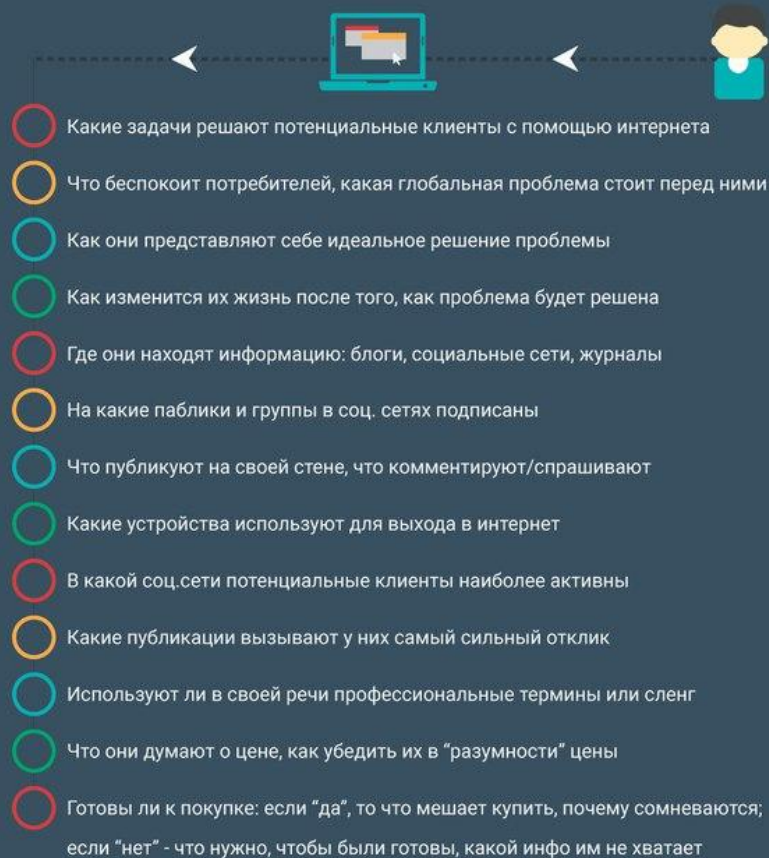 Какие задачи решают потенциальные клиенты с помощью интернета
Что беспокоит потребителей, какая глобальная проблема стоит перед ними
Как они представляют себе идеальное решение проблемы
Как изменится их жизнь после того, как проблема будет решена
Где они находят информацию: блоги, социальные сети, журналы
На какие паблики и группы в соц. сетях подписаны
Что публикуют на своей стене, что комментируют/спрашивают
Какие устройства используют для выхода в интернет
В какой соц.сети потенциальные клиенты наиболее активны
Какие публикации вызывают у них самый сильный отклик
Используют ли в своей речи профессиональные термины или сленг
Что они думают о цене, как убедить их в “разумности” цены
Готовы ли к покупке: если “да”, то что мешает купить, почему сомневаются;
если “нет” - что нужно, чтобы были готовы, какой инфо им не хватает